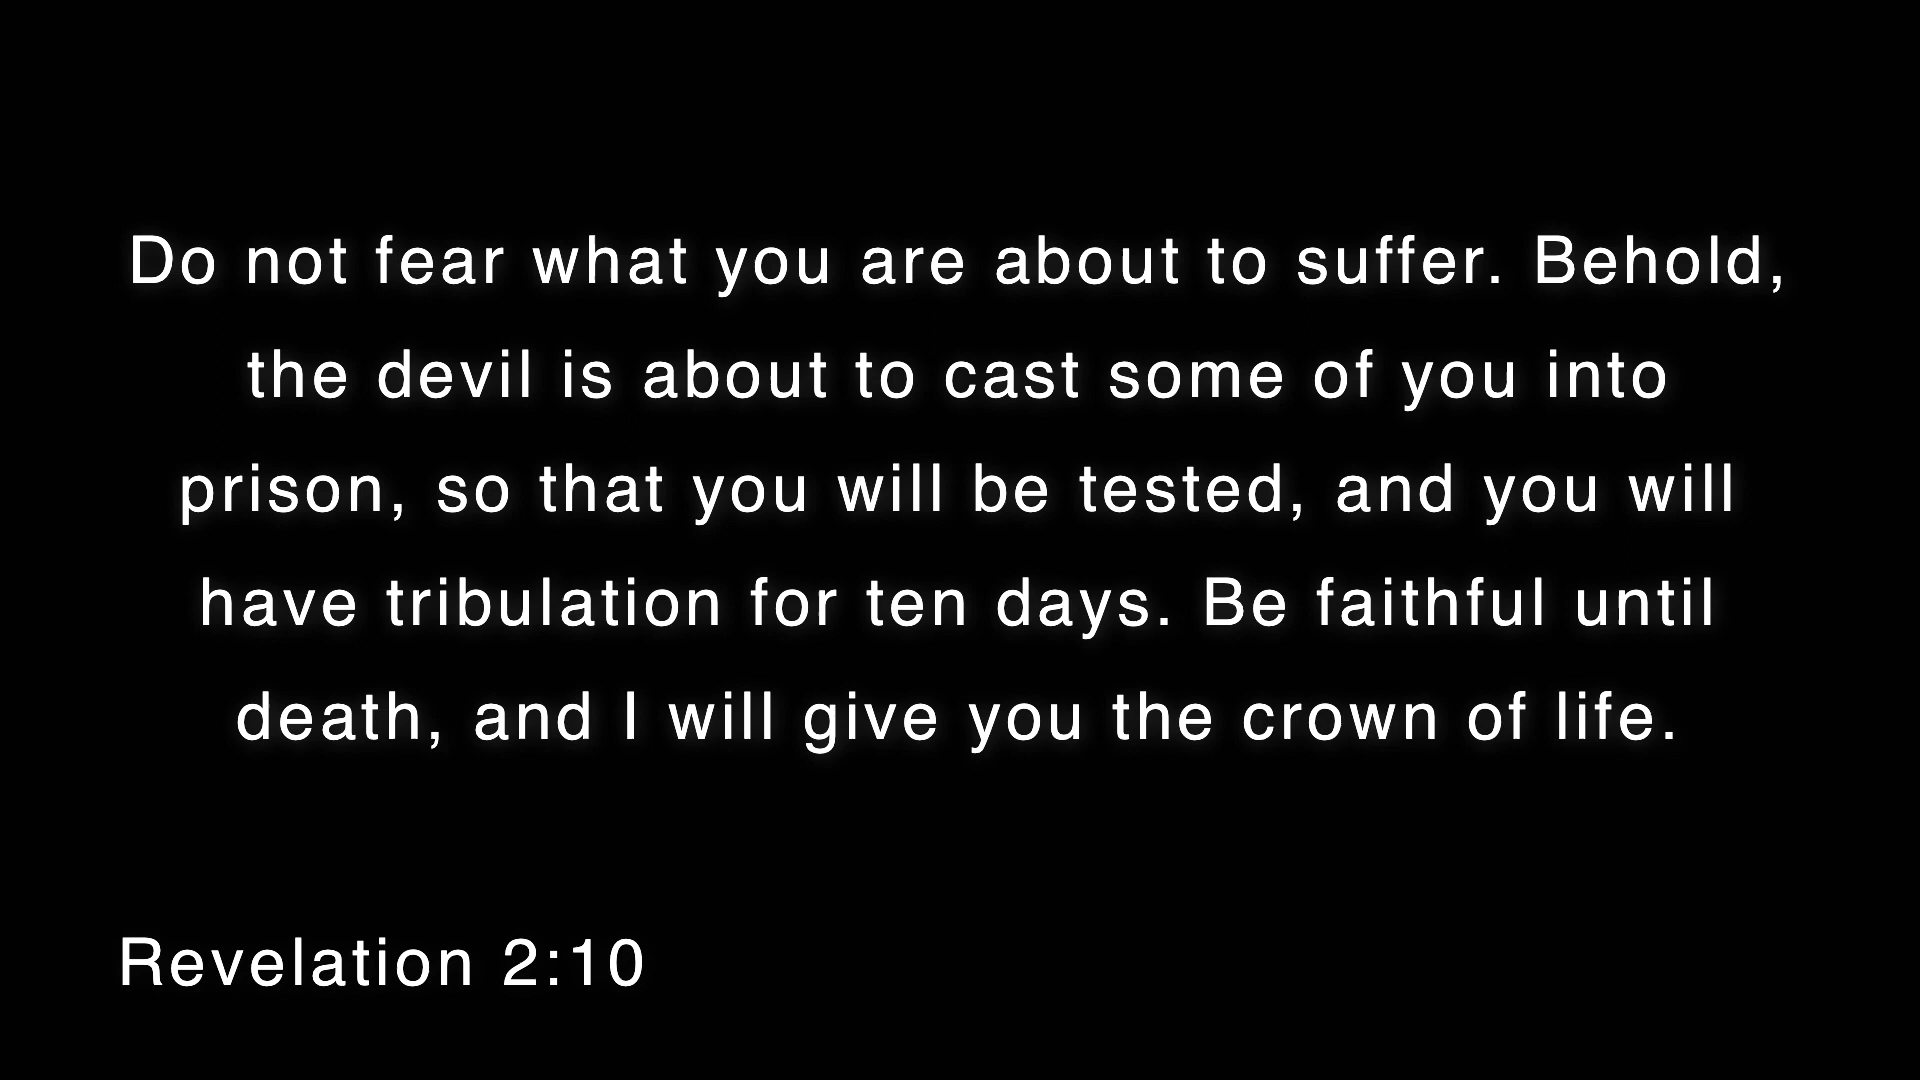 Do not fear what you are about to suffer. Behold,
the devil is about to cast some of you into
prison, so that you will be tested, and you will
have tribulation for ten days. Be faithful until
death, and I will give you the crown of life.
Revelation 2:10